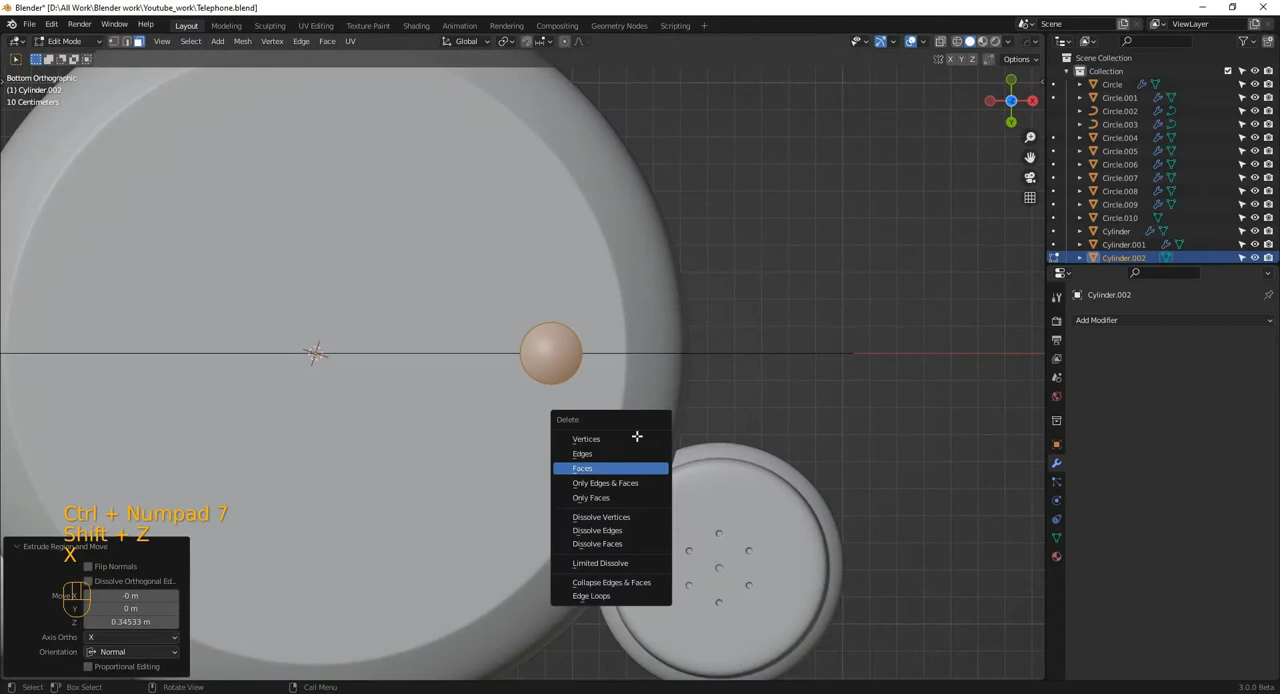 Blender* [D:\All Work\Blender work\Youtube_work\Telephone.blend]
File Edit Render Window Help Layout Modeling Sculpting UV Editing Texture Paint Shading Animation Rendering Compositing Geometry Nodes Scripting + Scene ViewLayer
Edit Mode View Select Add Mesh Vertex Edge Face UV Global
X Y Z Options
Bottom Orthographic
(1) Cylinder.002
10 Centimeters
X
Y
Z
Scene Collection
Collection
Circle
Circle.001
Circle.002
Circle.003
Circle.004
Circle.005
Circle.006
Circle.007
Circle.008
Circle.009
Circle.010
Cylinder
Cylinder.001
Cylinder.002
Cylinder.002
Add Modifier
Delete
Vertices
Edges
Faces
Only Edges & Faces
Only Faces
Dissolve Vertices
Dissolve Edges
Dissolve Faces
Limited Dissolve
Collapse Edges & Faces
Edge Loops
Ctrl + Numpad 7
Shift + Z
X
Extrude Region and Move
Flip Normals
Dissolve Orthogonal Ed...
Move X -0 m
Y 0 m
Z 0.34533 m
Axis Ortho X
Orientation Normal
Proportional Editing
Select Box Select Rotate View Call Menu 3.0.0 Beta